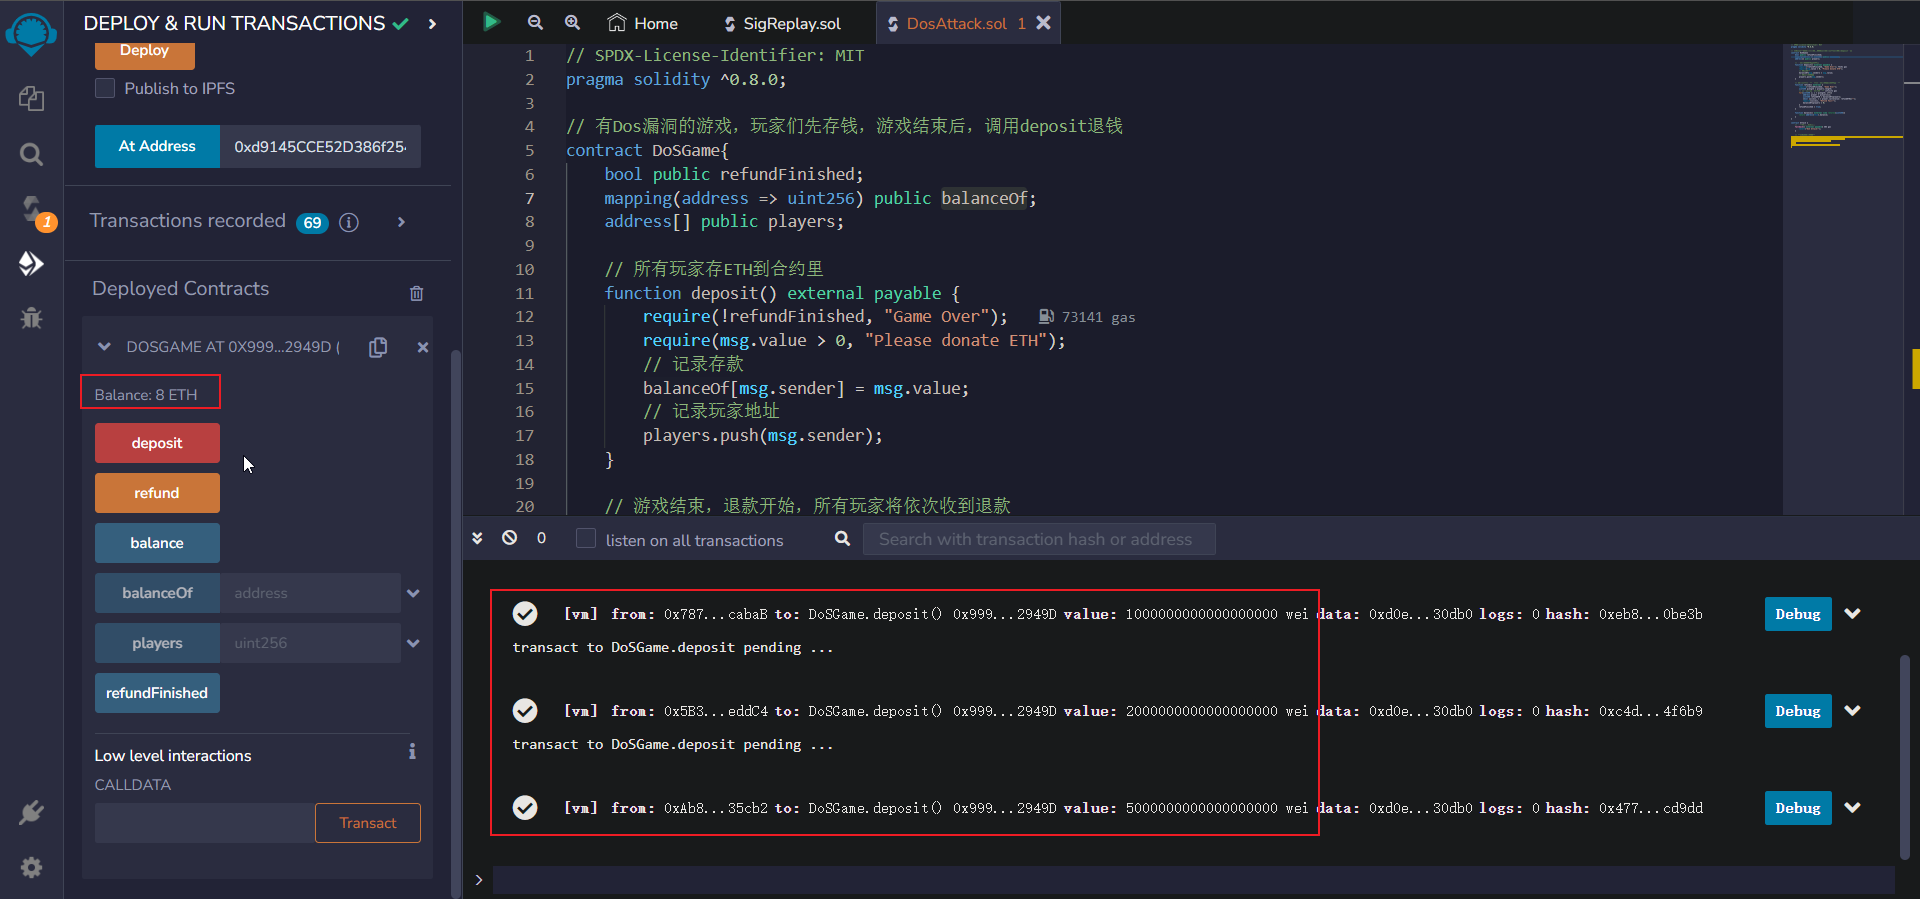 DEPLOY & RUN TRANSACTIONS
Deploy
Publish to IPFS
At Address 0xd9145CCE52D386f25
Transactions recorded 69
1
Deployed Contracts
DOSGAME AT 0X999...2949D (
Balance: 8 ETH
deposit
refund
balance
balanceOf address
players uint256
refundFinished
Low level interactions
CALLDATA
Transact
Home
SigReplay.sol
DosAttack.sol 1
1 // SPDX-License-Identifier: MIT
2 pragma solidity ^0.8.0;
3
4 // 有Dos漏洞的游戏，玩家们先存钱，游戏结束后，调用deposit退钱
5 contract DoSGame{
6 bool public refundFinished;
7 mapping(address => uint256) public balanceOf;
8 address[] public players;
9
10 // 所有玩家存ETH到合约里
11 function deposit() external payable {
12 require(!refundFinished, "Game Over"); 73141 gas
13 require(msg.value > 0, "Please donate ETH");
14 // 记录存款
15 balanceOf[msg.sender] = msg.value;
16 // 记录玩家地址
17 players.push(msg.sender);
18 }
19
20 // 游戏结束，退款开始，所有玩家将依次收到退款
0 listen on all transactions Search with transaction hash or address
[vm] from: 0x787...cabaB to: DoSGame.deposit() 0x999...2949D value: 1000000000000000000 wei data: 0xd0e...30db0 logs: 0 hash: 0xeb8...0be3b Debug
transact to DoSGame.deposit pending ...
[vm] from: 0x5B3...eddC4 to: DoSGame.deposit() 0x999...2949D value: 2000000000000000000 wei data: 0xd0e...30db0 logs: 0 hash: 0xc4d...4f6b9 Debug
transact to DoSGame.deposit pending ...
[vm] from: 0xAb8...35cb2 to: DoSGame.deposit() 0x999...2949D value: 5000000000000000000 wei data: 0xd0e...30db0 logs: 0 hash: 0x477...cd9dd Debug
>